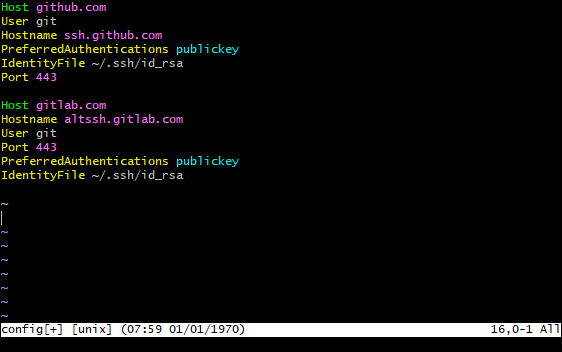 Host github.com
User git
Hostname ssh.github.com
PreferredAuthentications publickey
IdentityFile ~/.ssh/id_rsa
Port 443
Host gitlab.com
Hostname altssh.gitlab.com
User git
Port 443
PreferredAuthentications publickey
IdentityFile ~/.ssh/id_rsa
~
~
~
~
~
~
~
~
config[+] [unix] (07:59 01/01/1970) 16,0-1 All